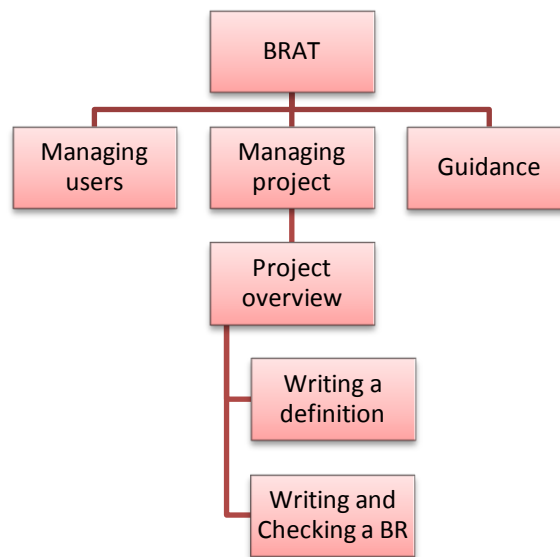 BRAT
Managing
users
Managing
project
Guidance
Project
overview
Writing a
definition
Writing and
Checking a BR